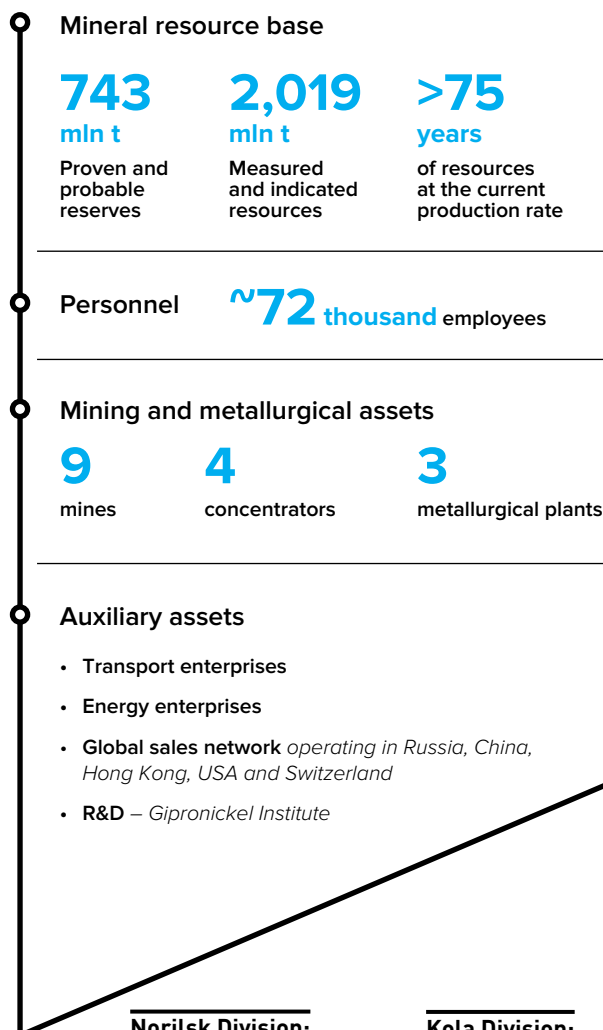 Mineral resource base
743 2,019 >75
mln t mln t years
Proven and Measured of resources
probable and indicated at the current
reserves resources production rate
Personnel ~72 thousand employees
Mining and metallurgical assets
9 4 3
mines concentrators metallurgical plants
Auxiliary assets
• Transport enterprises
• Energy enterprises
• Global sales network operating in Russia, China,
Hong Kong, USA and Switzerland
• R&D – Gipronickel Institute
Norilsk Division: Kola Division: